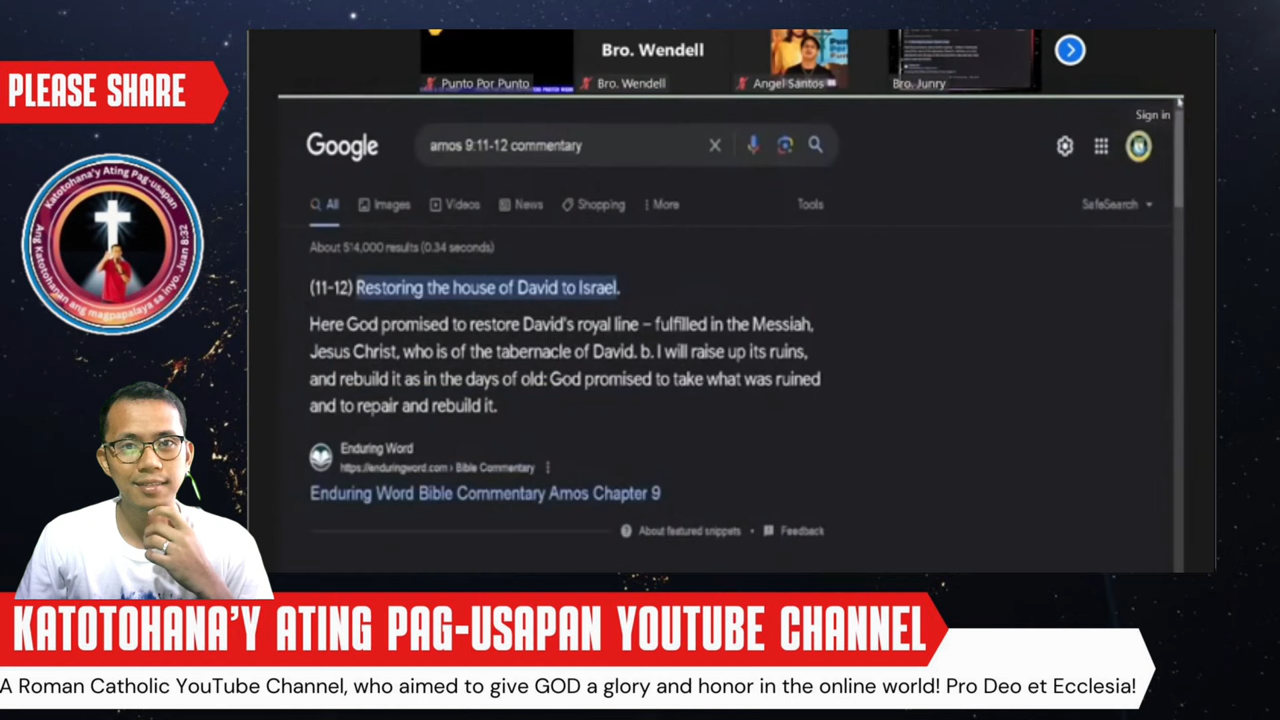 PLEASE SHARE
Katotohana'y Ating Pag-usapan
Ang Katotohanan ang magpapalaya sa inyo. Juan 8:32
Bro. Wendell
Punto Por Punto
Bro. Wendell
Angel Santos
Bro. Junry
Sign in
Google
amos 9:11-12 commentary
All
Images
Videos
News
Shopping
More
Tools
SafeSearch
About 514,000 results (0.34 seconds)
(11-12) Restoring the house of David to Israel.
Here God promised to restore David's royal line – fulfilled in the Messiah,
Jesus Christ, who is of the tabernacle of David. b. I will raise up its ruins,
and rebuild it as in the days of old: God promised to take what was ruined
and to repair and rebuild it.
Enduring Word
https://enduringword.com › Bible Commentary
Enduring Word Bible Commentary Amos Chapter 9
About featured snippets • Feedback
KATOTOHANA'Y ATING PAG-USAPAN YOUTUBE CHANNEL
A Roman Catholic YouTube Channel, who aimed to give GOD a glory and honor in the online world! Pro Deo et Ecclesia!